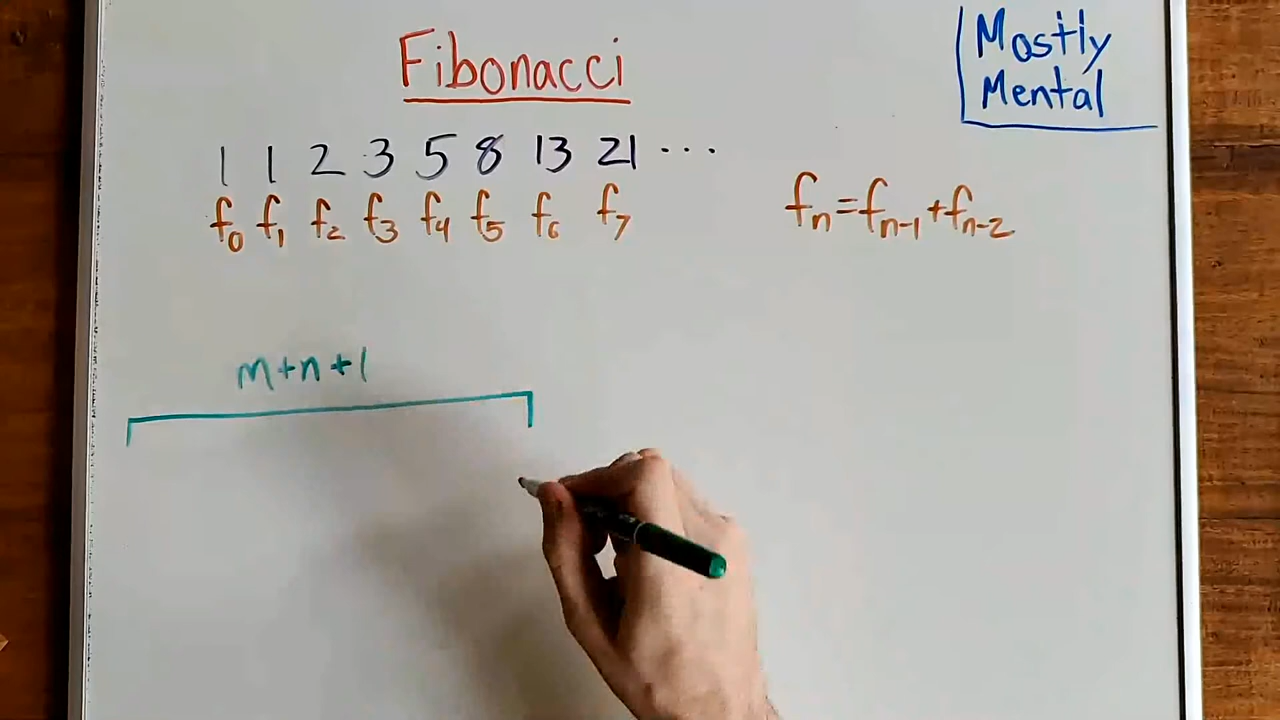 Fibonacci
Mostly
Mental
1 1 2 3 5 8 13 21 ···
f₀ f₁ f₂ f₃ f₄ f₅ f₆ f₇
fₙ=fₙ₋₁+fₙ₋₂
m+n+1